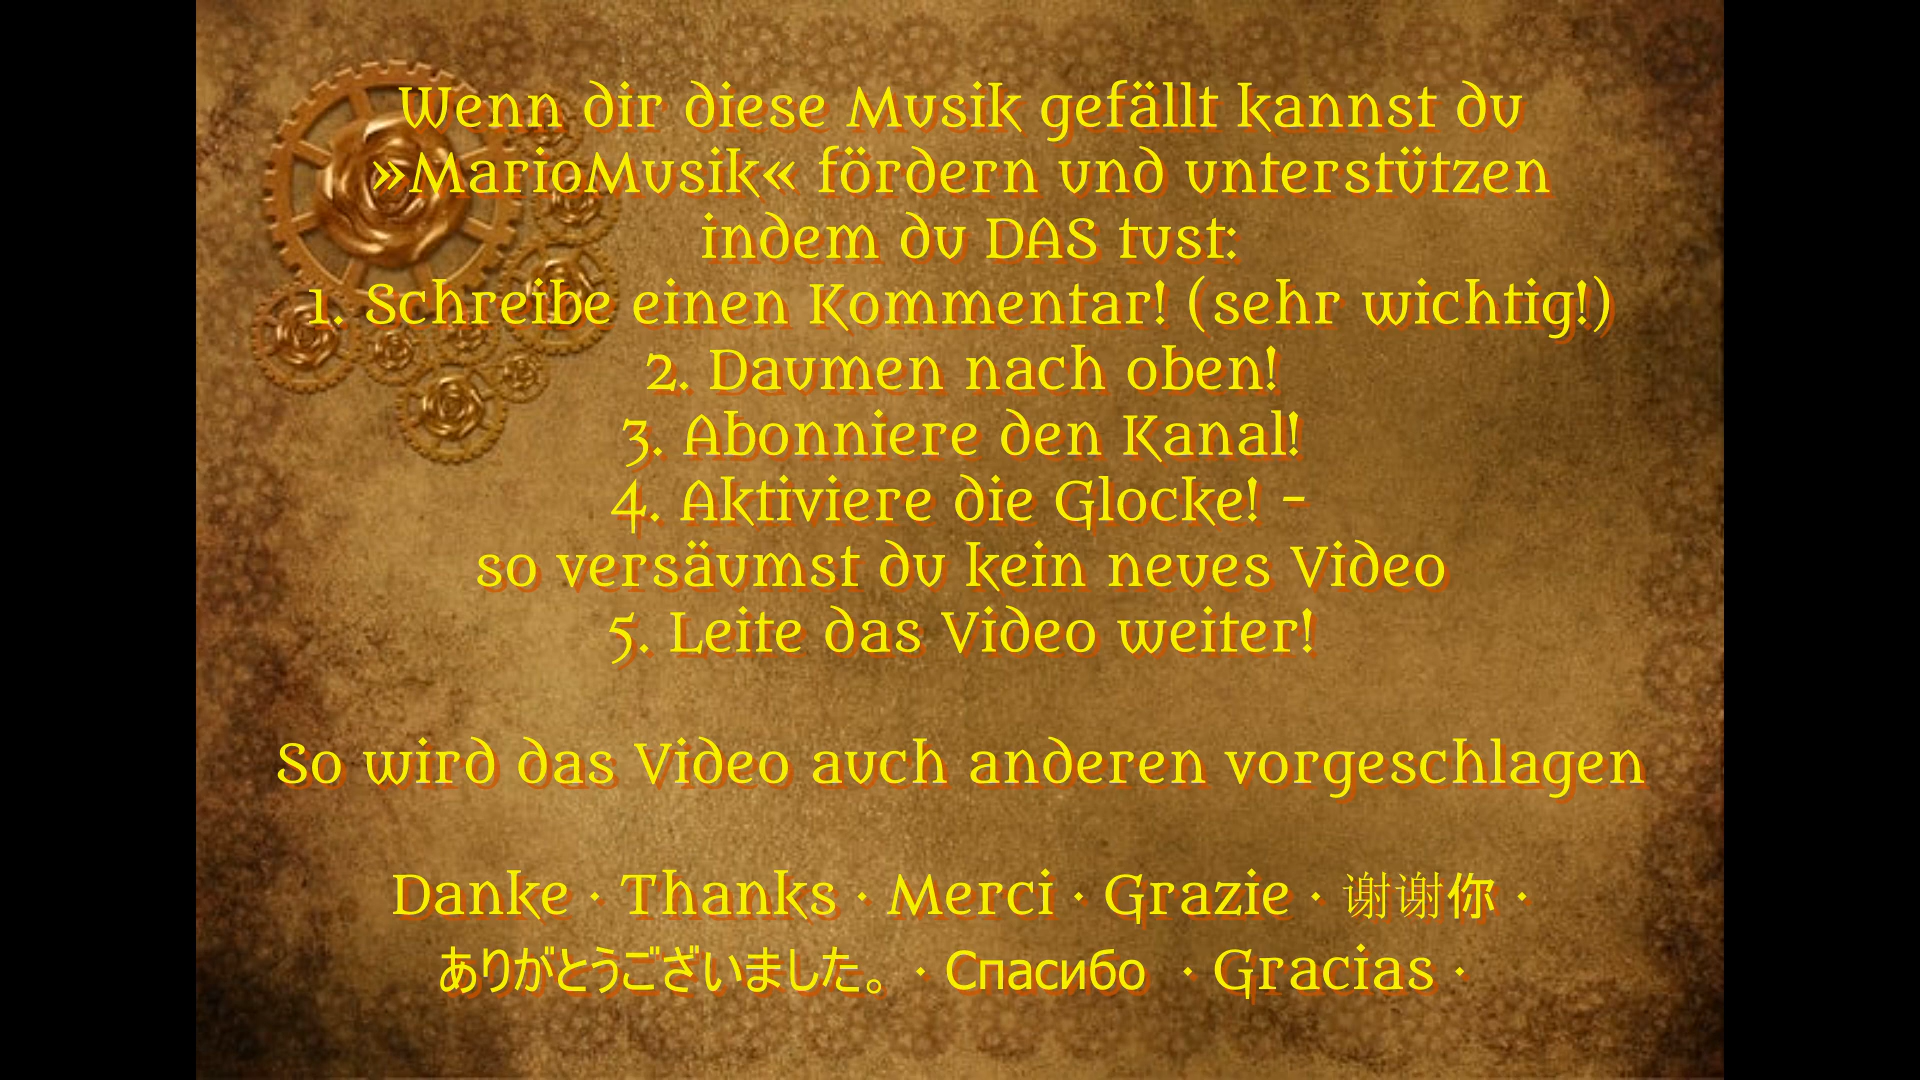 Wenn dir diese Musik gefällt kannst du
»MarioMusik« fördern und unterstützen
indem du DAS tust:
1. Schreibe einen Kommentar! (sehr wichtig!)
2. Daumen nach oben!
3. Abonniere den Kanal!
4. Aktiviere die Glocke! -
so versäumst du kein neues Video
5. Leite das Video weiter!
So wird das Video auch anderen vorgeschlagen
Danke · Thanks · Merci · Grazie · 谢谢你 ·
ありがとうございました。 · Спасибо · Gracias ·